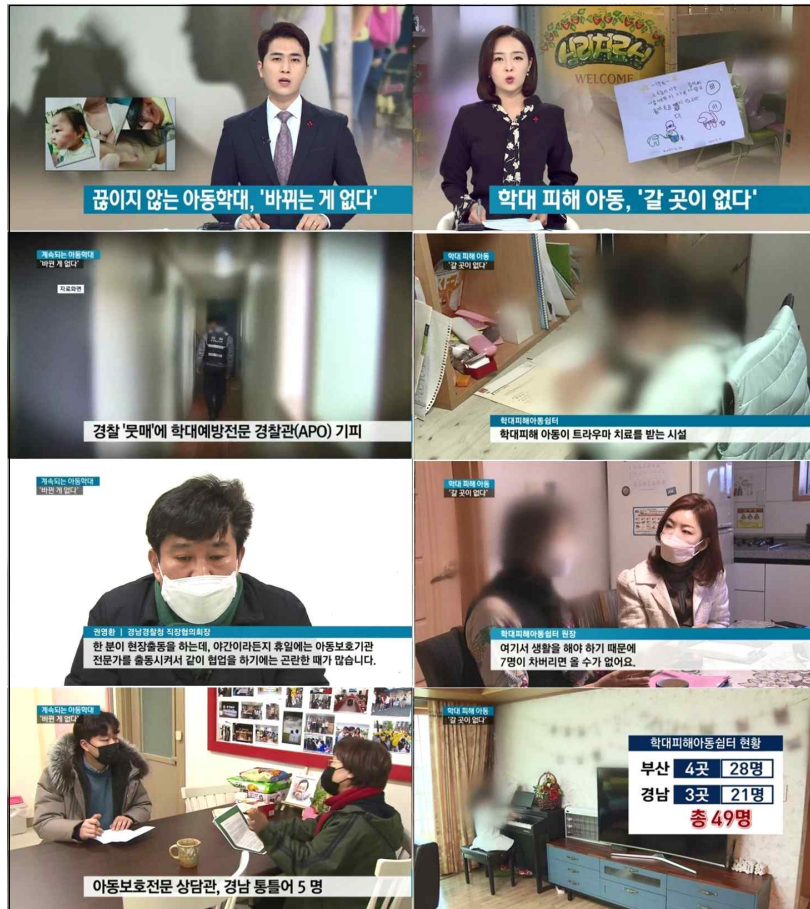 심리치료실
WELCOME
끊이지 않는 아동학대, '바뀌는 게 없다'
학대 피해 아동, '갈 곳이 없다'
계속되는 아동학대
'바뀐 게 없다'
자료화면
경찰 '뭇매'에 학대예방전문 경찰관(APO) 기피
학대 피해 아동
'갈 곳이 없다'
학대피해아동쉼터
학대피해 아동이 트라우마 치료를 받는 시설
계속되는 아동학대
'바뀐 게 없다'
권영환 | 경남경찰청 직장협의회장
한 분이 현장출동을 하는데, 야간이라든지 휴일에는 아동보호기관
전문가를 출동시켜서 같이 협업을 하기에는 곤란한 때가 많습니다.
학대 피해 아동
'갈 곳이 없다'
학대피해아동쉼터 원장
여기서 생활을 해야 하기 때문에
7명이 차버리면 올 수가 없어요.
계속되는 아동학대
'바뀐 게 없다'
아동보호전문 상담관, 경남 통틀어 5 명
학대 피해 아동
'갈 곳이 없다'
학대피해아동쉼터 현황
부산 4곳 28명
경남 3곳 21명
총 49명